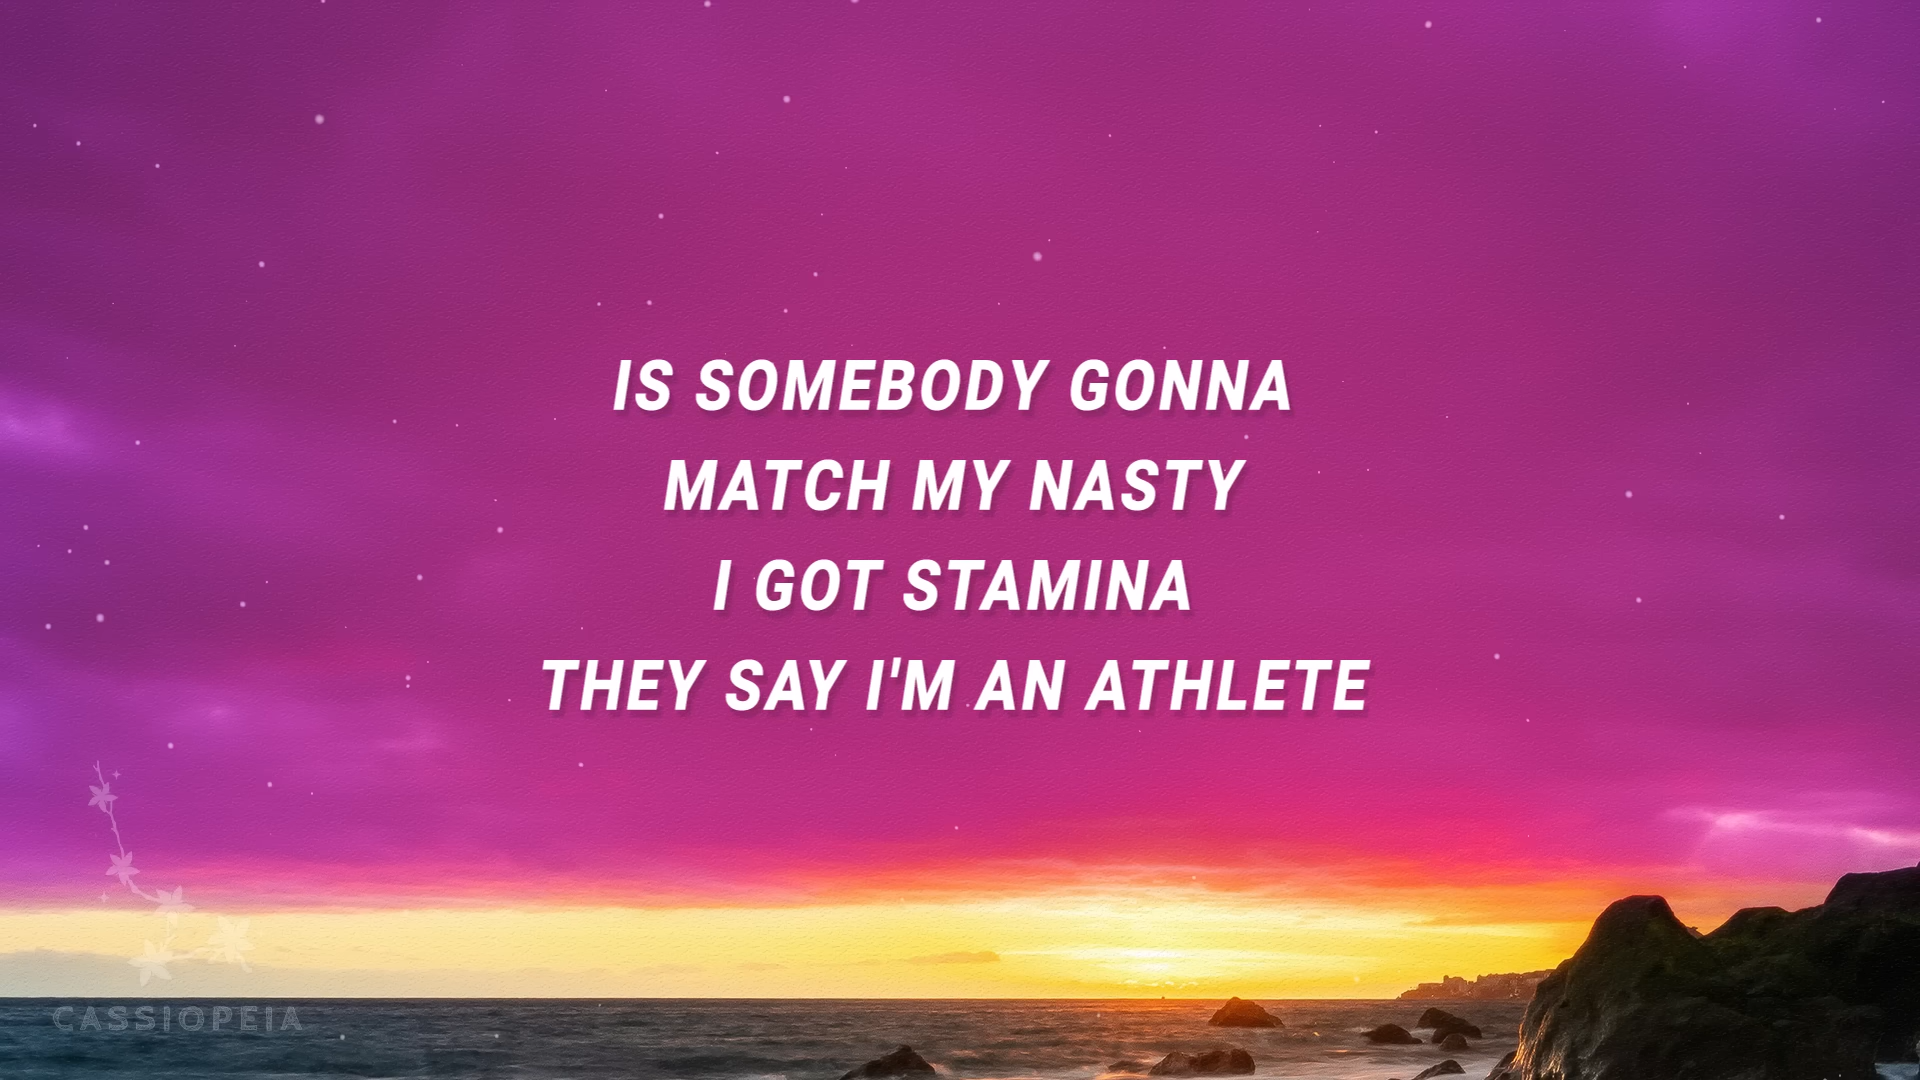 IS SOMEBODY GONNA
MATCH MY NASTY
I GOT STAMINA
THEY SAY I'M AN ATHLETE
CASSIOPEIA